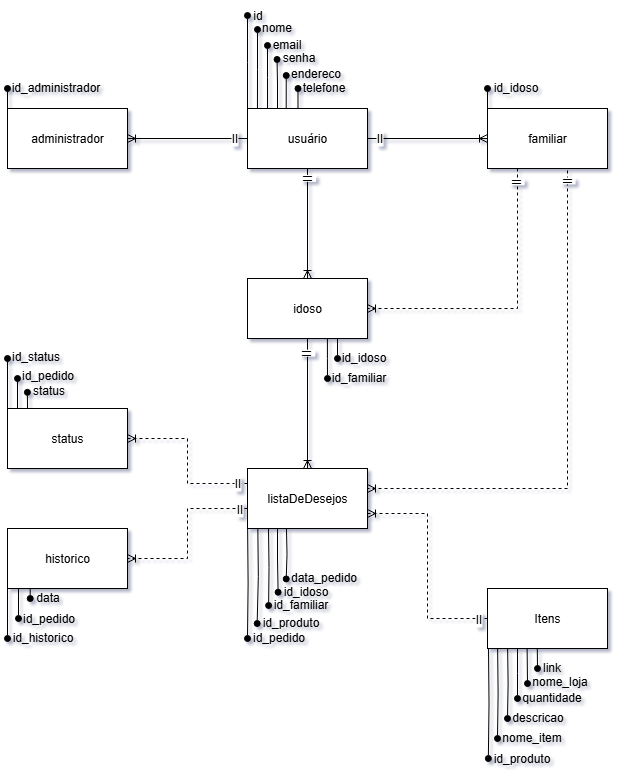 id
nome
email
senha
endereco
telefone
id_administrador
id_idoso
administrador
usuário
familiar
idoso
id_idoso
id_familiar
id_status
id_pedido
status
status
listaDeDesejos
historico
data
id_pedido
id_historico
data_pedido
id_idoso
id_familiar
id_produto
id_pedido
Itens
link
nome_loja
quantidade
descricao
nome_item
id_produto